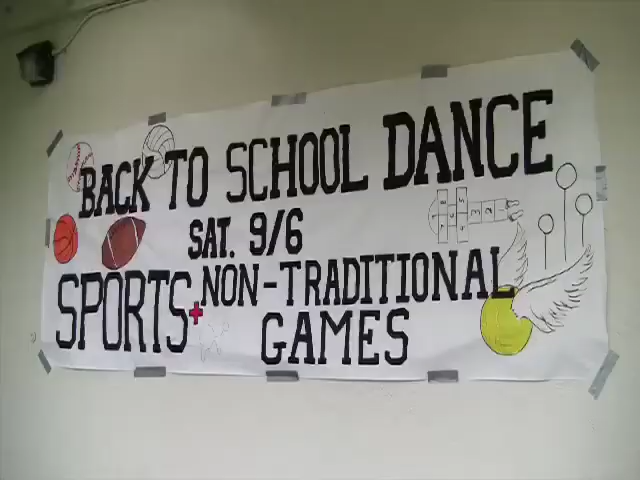 BACK TO SCHOOL DANCE
SAT. 9/6
SPORTS + NON-TRADITIONAL
GAMES